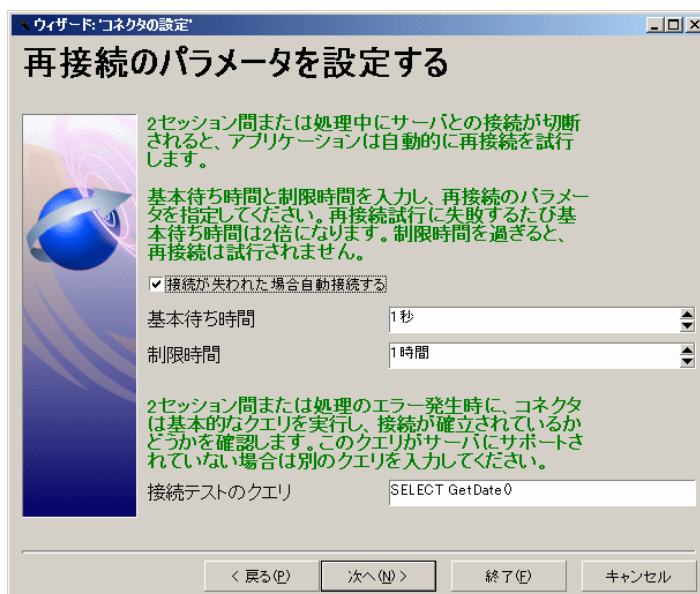 ウィザード: 'コネクタの設定'
再接続のパラメータを設定する
2セッション間または処理中にサーバとの接続が切断
されると、アプリケーションは自動的に再接続を試行
します。
基本待ち時間と制限時間を入力し、再接続のパラメー
タを指定してください。再接続試行に失敗するたび基
本待ち時間は2倍になります。制限時間を過ぎると、
再接続は試行されません。
接続が失われた場合自動接続する
基本待ち時間
1秒
制限時間
1時間
2セッション間または処理のエラー発生時に、コネクタ
は基本的なクエリを実行し、接続が確立されているか
どうかを確認します。このクエリがサーバにサポートさ
れていない場合は別のクエリを入力してください。
接続テストのクエリ
SELECT GetDate()
< 戻る(P)
次へ(N) >
終了(F)
キャンセル